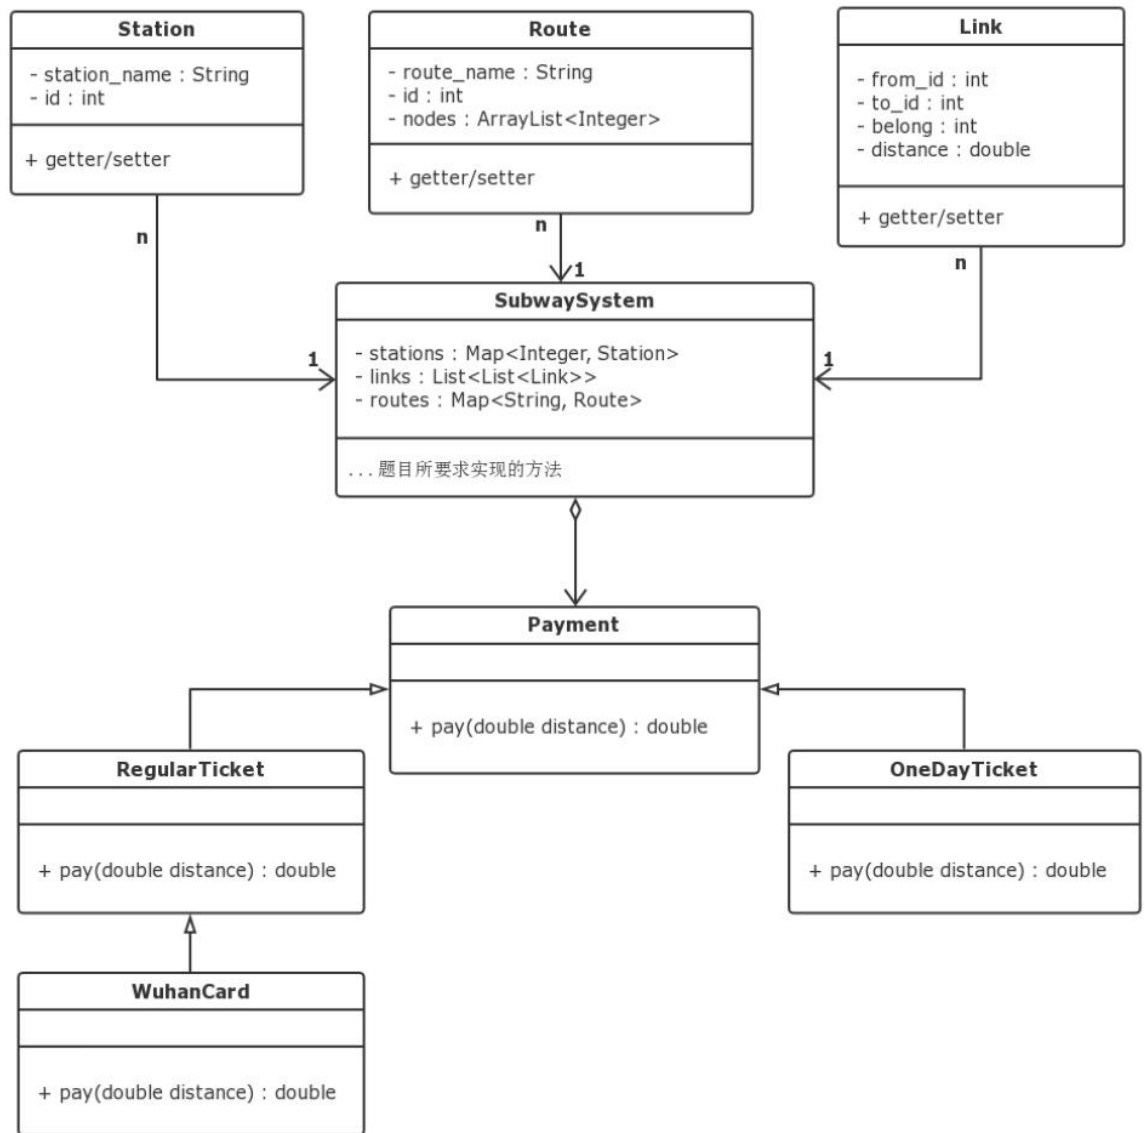 Station
- station_name : String
- id : int
+ getter/setter
Route
- route_name : String
- id : int
- nodes : ArrayList<Integer>
+ getter/setter
Link
- from_id : int
- to_id : int
- belong : int
- distance : double
+ getter/setter
n
n
n
1
1
1
SubwaySystem
- stations : Map<Integer, Station>
- links : List<List<Link>>
- routes : Map<String, Route>
...题目所要求实现的方法
Payment
+ pay(double distance) : double
RegularTicket
+ pay(double distance) : double
OneDayTicket
+ pay(double distance) : double
WuhanCard
+ pay(double distance) : double